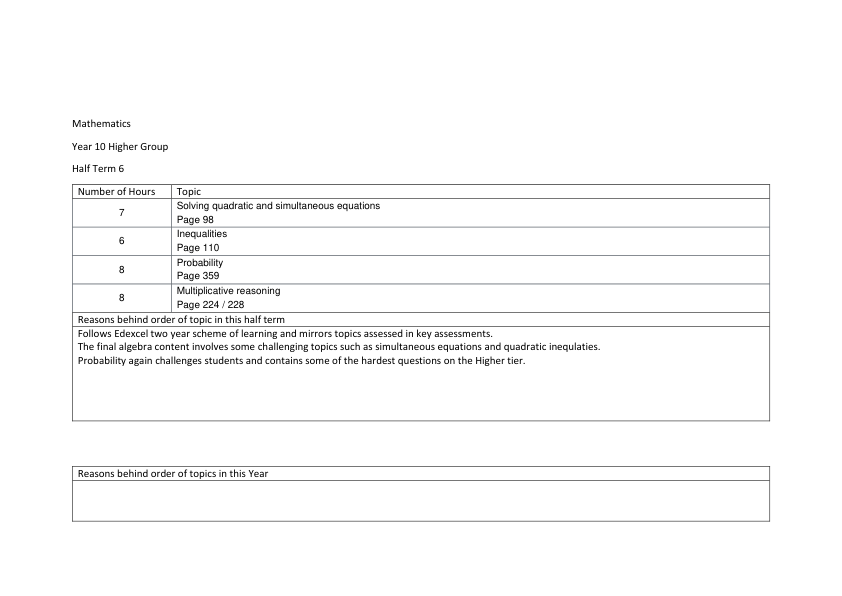 Mathematics
Year 10 Higher Group
Half Term 6
Number of Hours Topic
7 Solving quadratic and simultaneous equations
Page 98
6 Inequalities
Page 110
8 Probability
Page 359
8 Multiplicative reasoning
Page 224 / 228
Reasons behind order of topic in this half term
Follows Edexcel two year scheme of learning and mirrors topics assessed in key assessments.
The final algebra content involves some challenging topics such as simultaneous equations and quadratic inequlaties.
Probability again challenges students and contains some of the hardest questions on the Higher tier.
Reasons behind order of topics in this Year